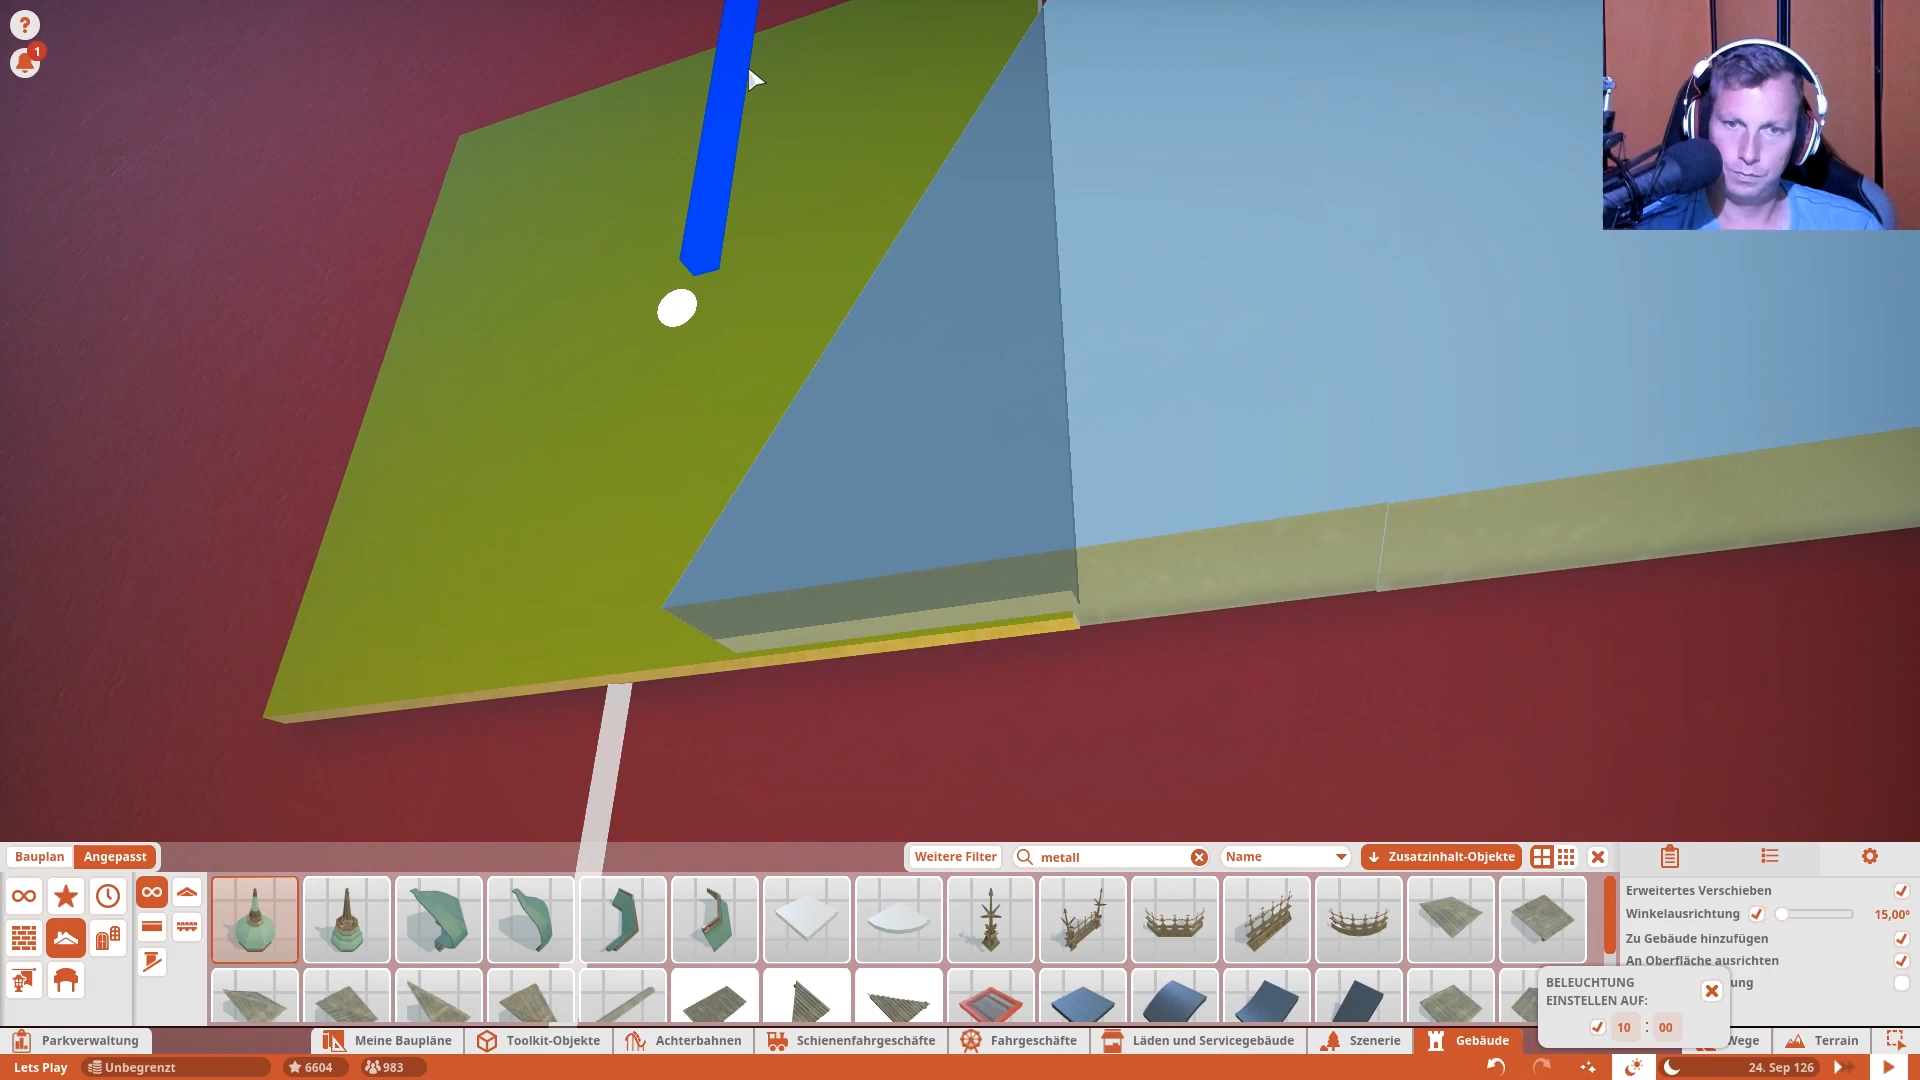 ?
1
Bauplan Angepasst Weitere Filter metall Name Zusatzinhalt-Objekte
Erweitertes Verschieben
Winkelausrichtung 15,00°
Zu Gebäude hinzufügen
An Oberfläche ausrichten
BELEUCHTUNG
EINSTELLEN AUF:
10 : 00
Parkverwaltung Meine Baupläne Toolkit-Objekte Achterbahnen Schienenfahrgeschäfte Fahrgeschäfte Läden und Servicegebäude Szenerie Gebäude Wege Terrain
Lets Play Unbegrenzt 6604 983 24. Sep 126